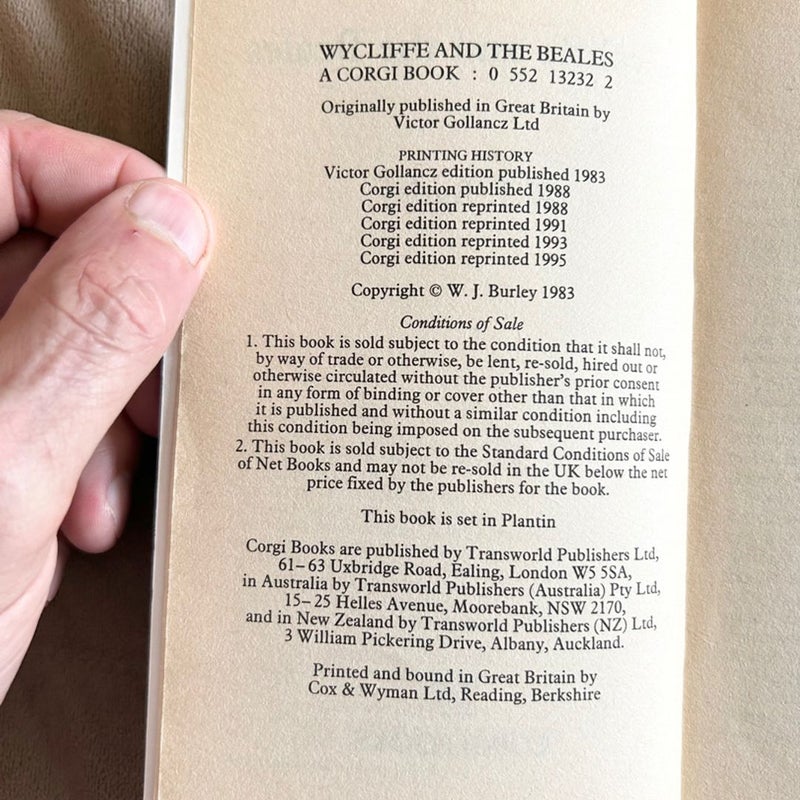 WYCLIFFE AND THE BEALES
A CORGI BOOK : 0 552 13232 2
Originally published in Great Britain by
Victor Gollancz Ltd
PRINTING HISTORY
Victor Gollancz edition published 1983
Corgi edition published 1988
Corgi edition reprinted 1988
Corgi edition reprinted 1991
Corgi edition reprinted 1993
Corgi edition reprinted 1995
Copyright © W. J. Burley 1983
Conditions of Sale
1. This book is sold subject to the condition that it shall not,
by way of trade or otherwise, be lent, re-sold, hired out or
otherwise circulated without the publisher's prior consent
in any form of binding or cover other than that in which
it is published and without a similar condition including
this condition being imposed on the subsequent purchaser.
2. This book is sold subject to the Standard Conditions of Sale
of Net Books and may not be re-sold in the UK below the net
price fixed by the publishers for the book.
This book is set in Plantin
Corgi Books are published by Transworld Publishers Ltd,
61–63 Uxbridge Road, Ealing, London W5 5SA,
in Australia by Transworld Publishers (Australia) Pty Ltd,
15–25 Helles Avenue, Moorebank, NSW 2170,
and in New Zealand by Transworld Publishers (NZ) Ltd,
3 William Pickering Drive, Albany, Auckland.
Printed and bound in Great Britain by
Cox & Wyman Ltd, Reading, Berkshire